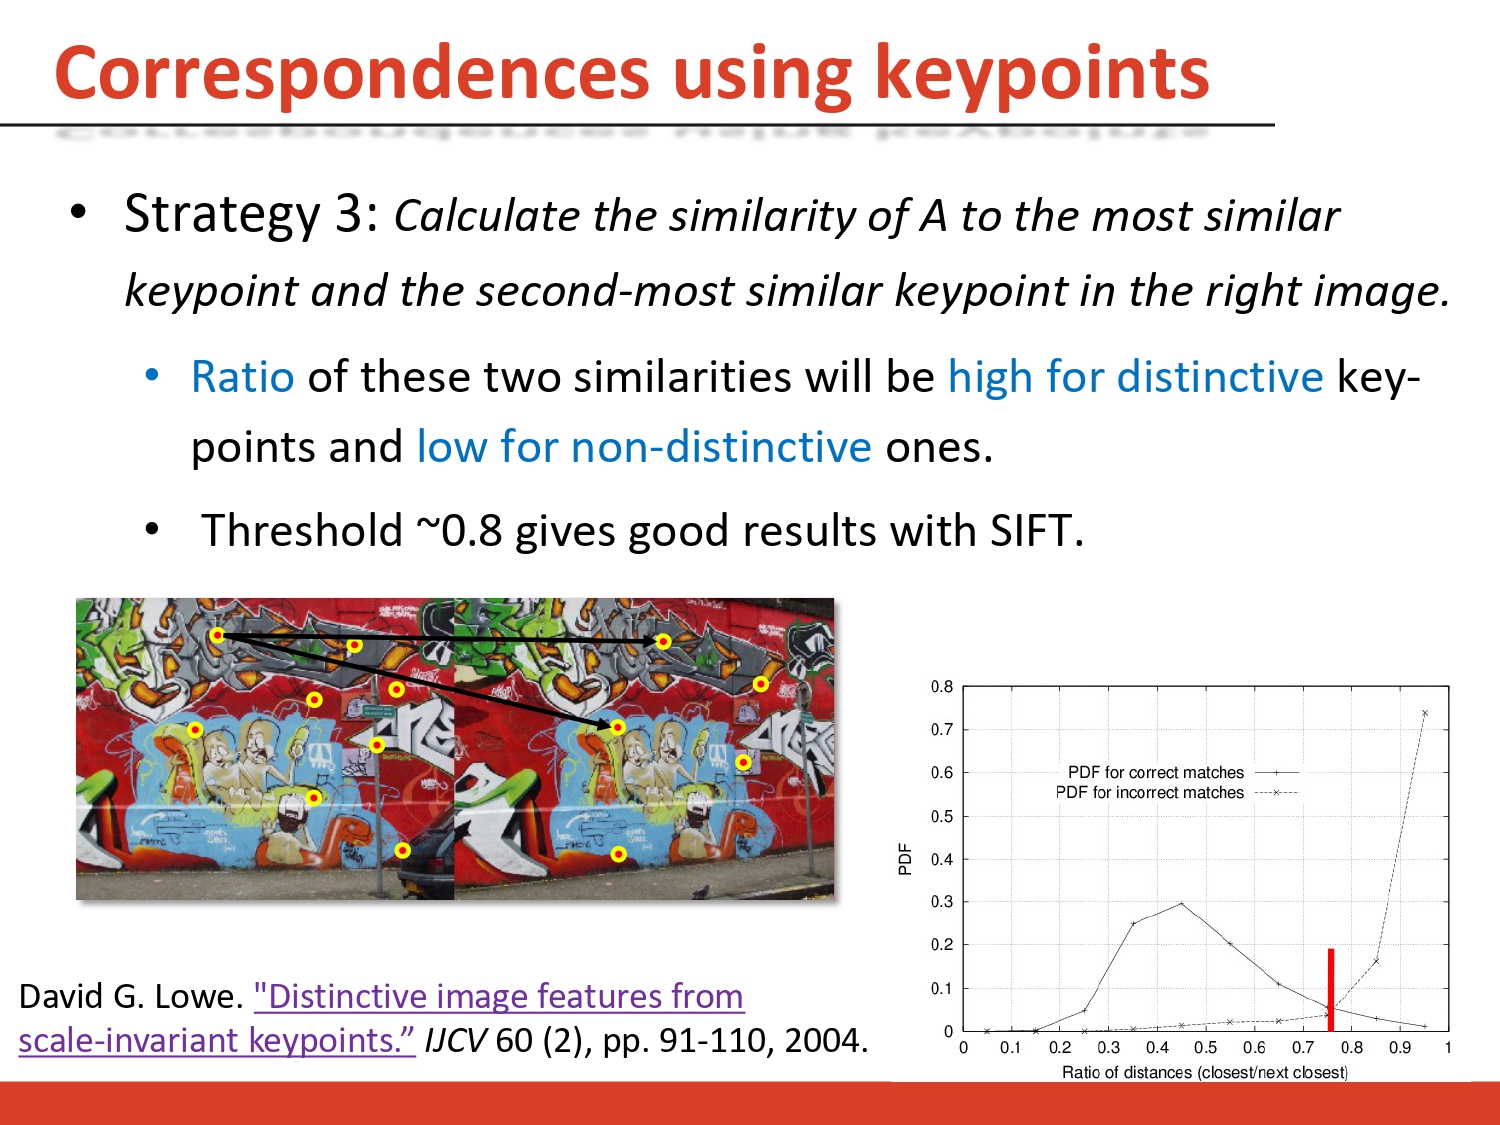 Correspondences using keypoints
• Strategy 3: Calculate the similarity of A to the most similar
keypoint and the second-most similar keypoint in the right image.
• Ratio of these two similarities will be high for distinctive key-
points and low for non-distinctive ones.
• Threshold ~0.8 gives good results with SIFT.
David G. Lowe. "Distinctive image features from
scale-invariant keypoints.” IJCV 60 (2), pp. 91-110, 2004.
0.8
0.7
0.6
0.5
0.4
0.3
0.2
0.1
0
PDF
PDF for correct matches
PDF for incorrect matches
0 0.1 0.2 0.3 0.4 0.5 0.6 0.7 0.8 0.9 1
Ratio of distances (closest/next closest)